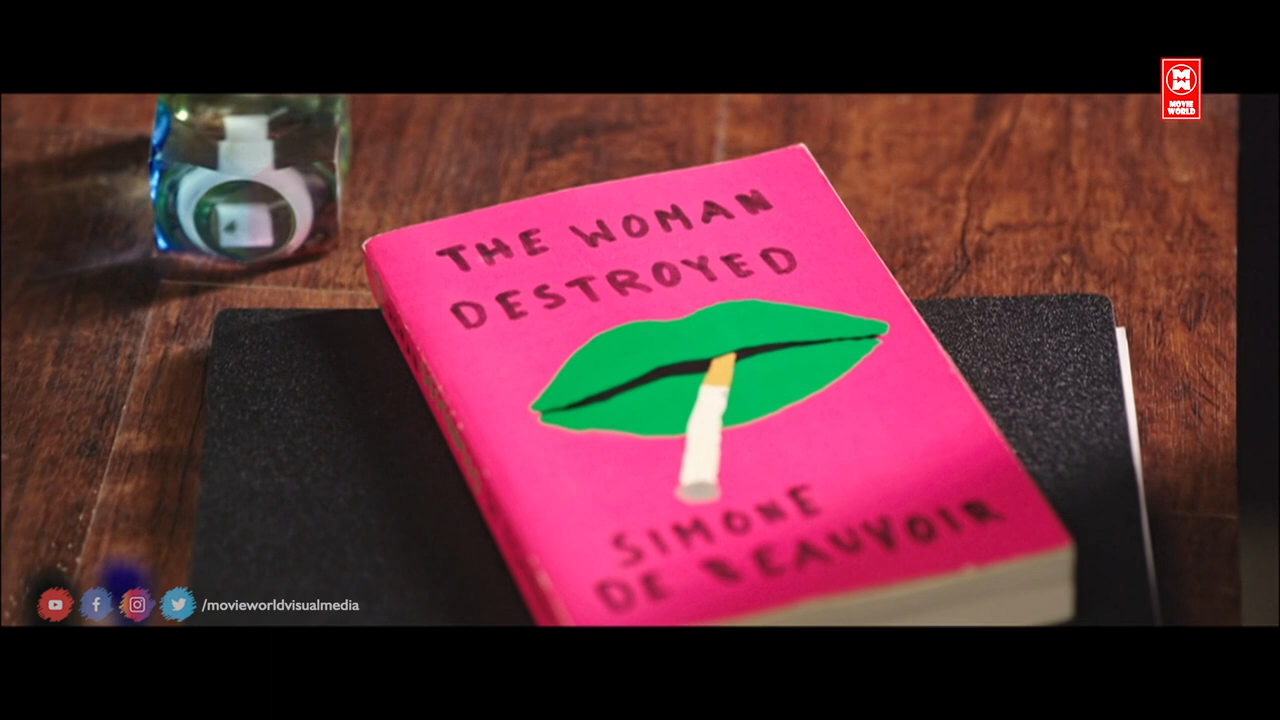 MOVIE
WORLD
THE WOMAN
DESTROYED
SIMONE
DE BEAUVOIR
/movieworldvisualmedia